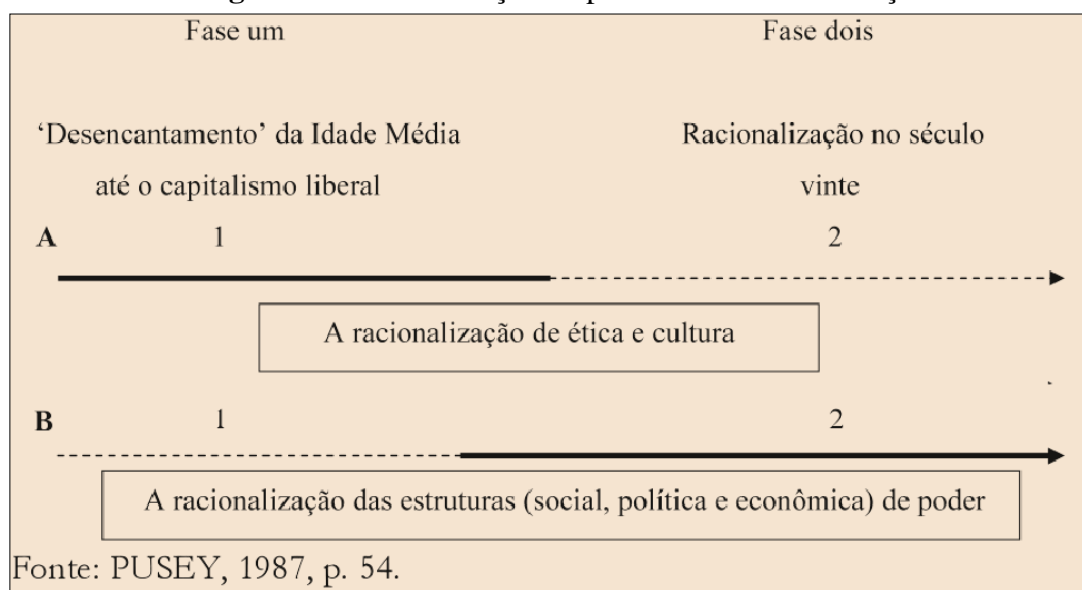 Fase um Fase dois
‘Desencantamento’ da Idade Média Racionalização no século
até o capitalismo liberal vinte
A 1 2
A racionalização de ética e cultura
B 1 2
A racionalização das estruturas (social, política e econômica) de poder
Fonte: PUSEY, 1987, p. 54.